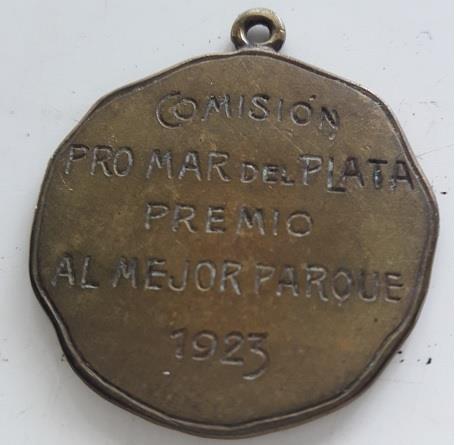 COMISIÓN
PRO MAR DEL PLATA
PREMIO
AL MEJOR PARQUE
1923